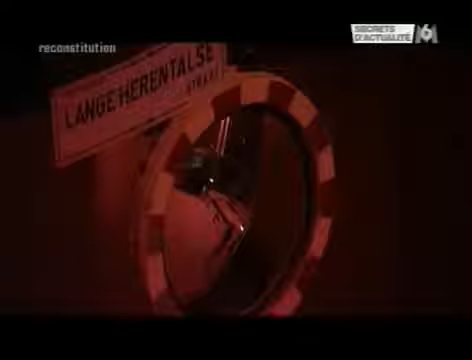 reconstitution
SECRETS
D'ACTUALITÉ
M6
LANGE HERENTALSE
STRAAT